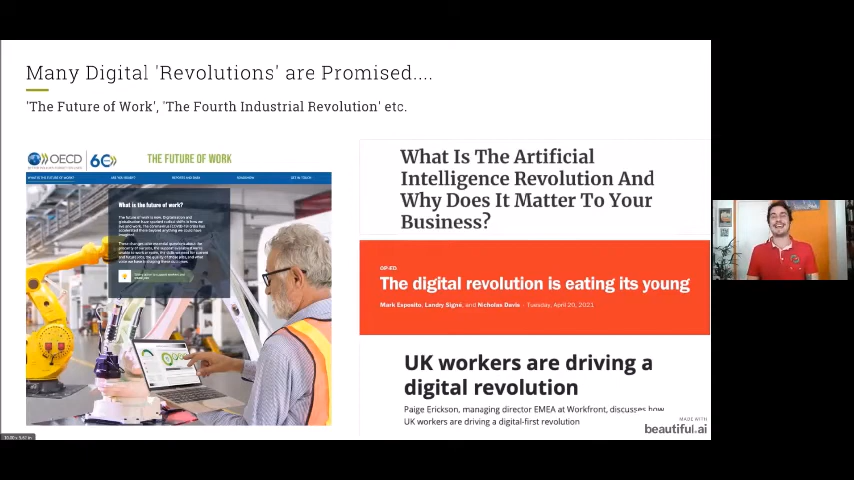 Many Digital 'Revolutions' are Promised....
'The Future of Work', 'The Fourth Industrial Revolution' etc.
OECD
THE FUTURE OF WORK
What is the future of work?
What Is The Artificial
Intelligence Revolution And
Why Does It Matter To Your
Business?
OP-ED:
The digital revolution is eating its young
Mark Esposito, Landry Signé, and Nicholas Davis · Tuesday, April 20, 2021
UK workers are driving a
digital revolution
Paige Erickson, managing director EMEA at Workfront, discusses how
UK workers are driving a digital-first revolution
MADE WITH
beautiful.ai